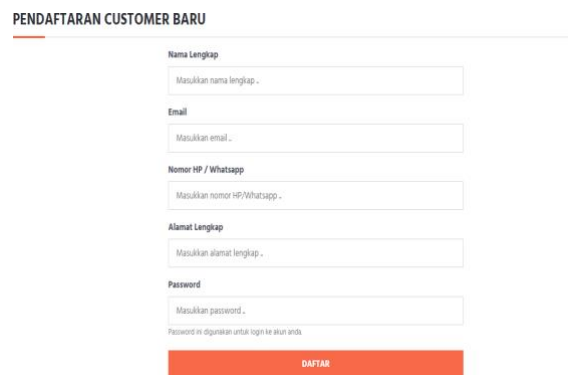 PENDAFTARAN CUSTOMER BARU
Nama Lengkap
Masukkan nama lengkap ..
Email
Masukkan email ..
Nomor HP / Whatsapp
Masukkan nomor HP/Whatsapp ..
Alamat Lengkap
Masukkan alamat lengkap ..
Password
Masukkan password ..
Password ini digunakan untuk login ke akun anda.
DAFTAR